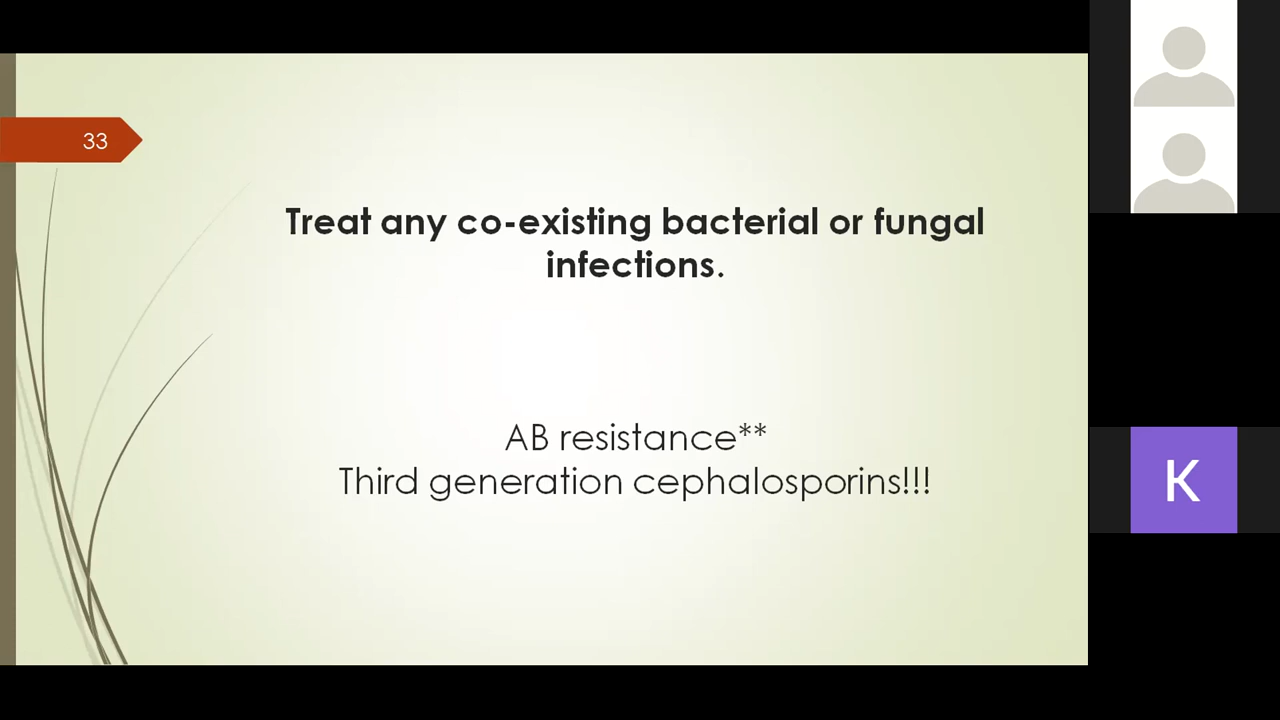 33
Treat any co-existing bacterial or fungal
infections.
AB resistance**
Third generation cephalosporins!!!
K